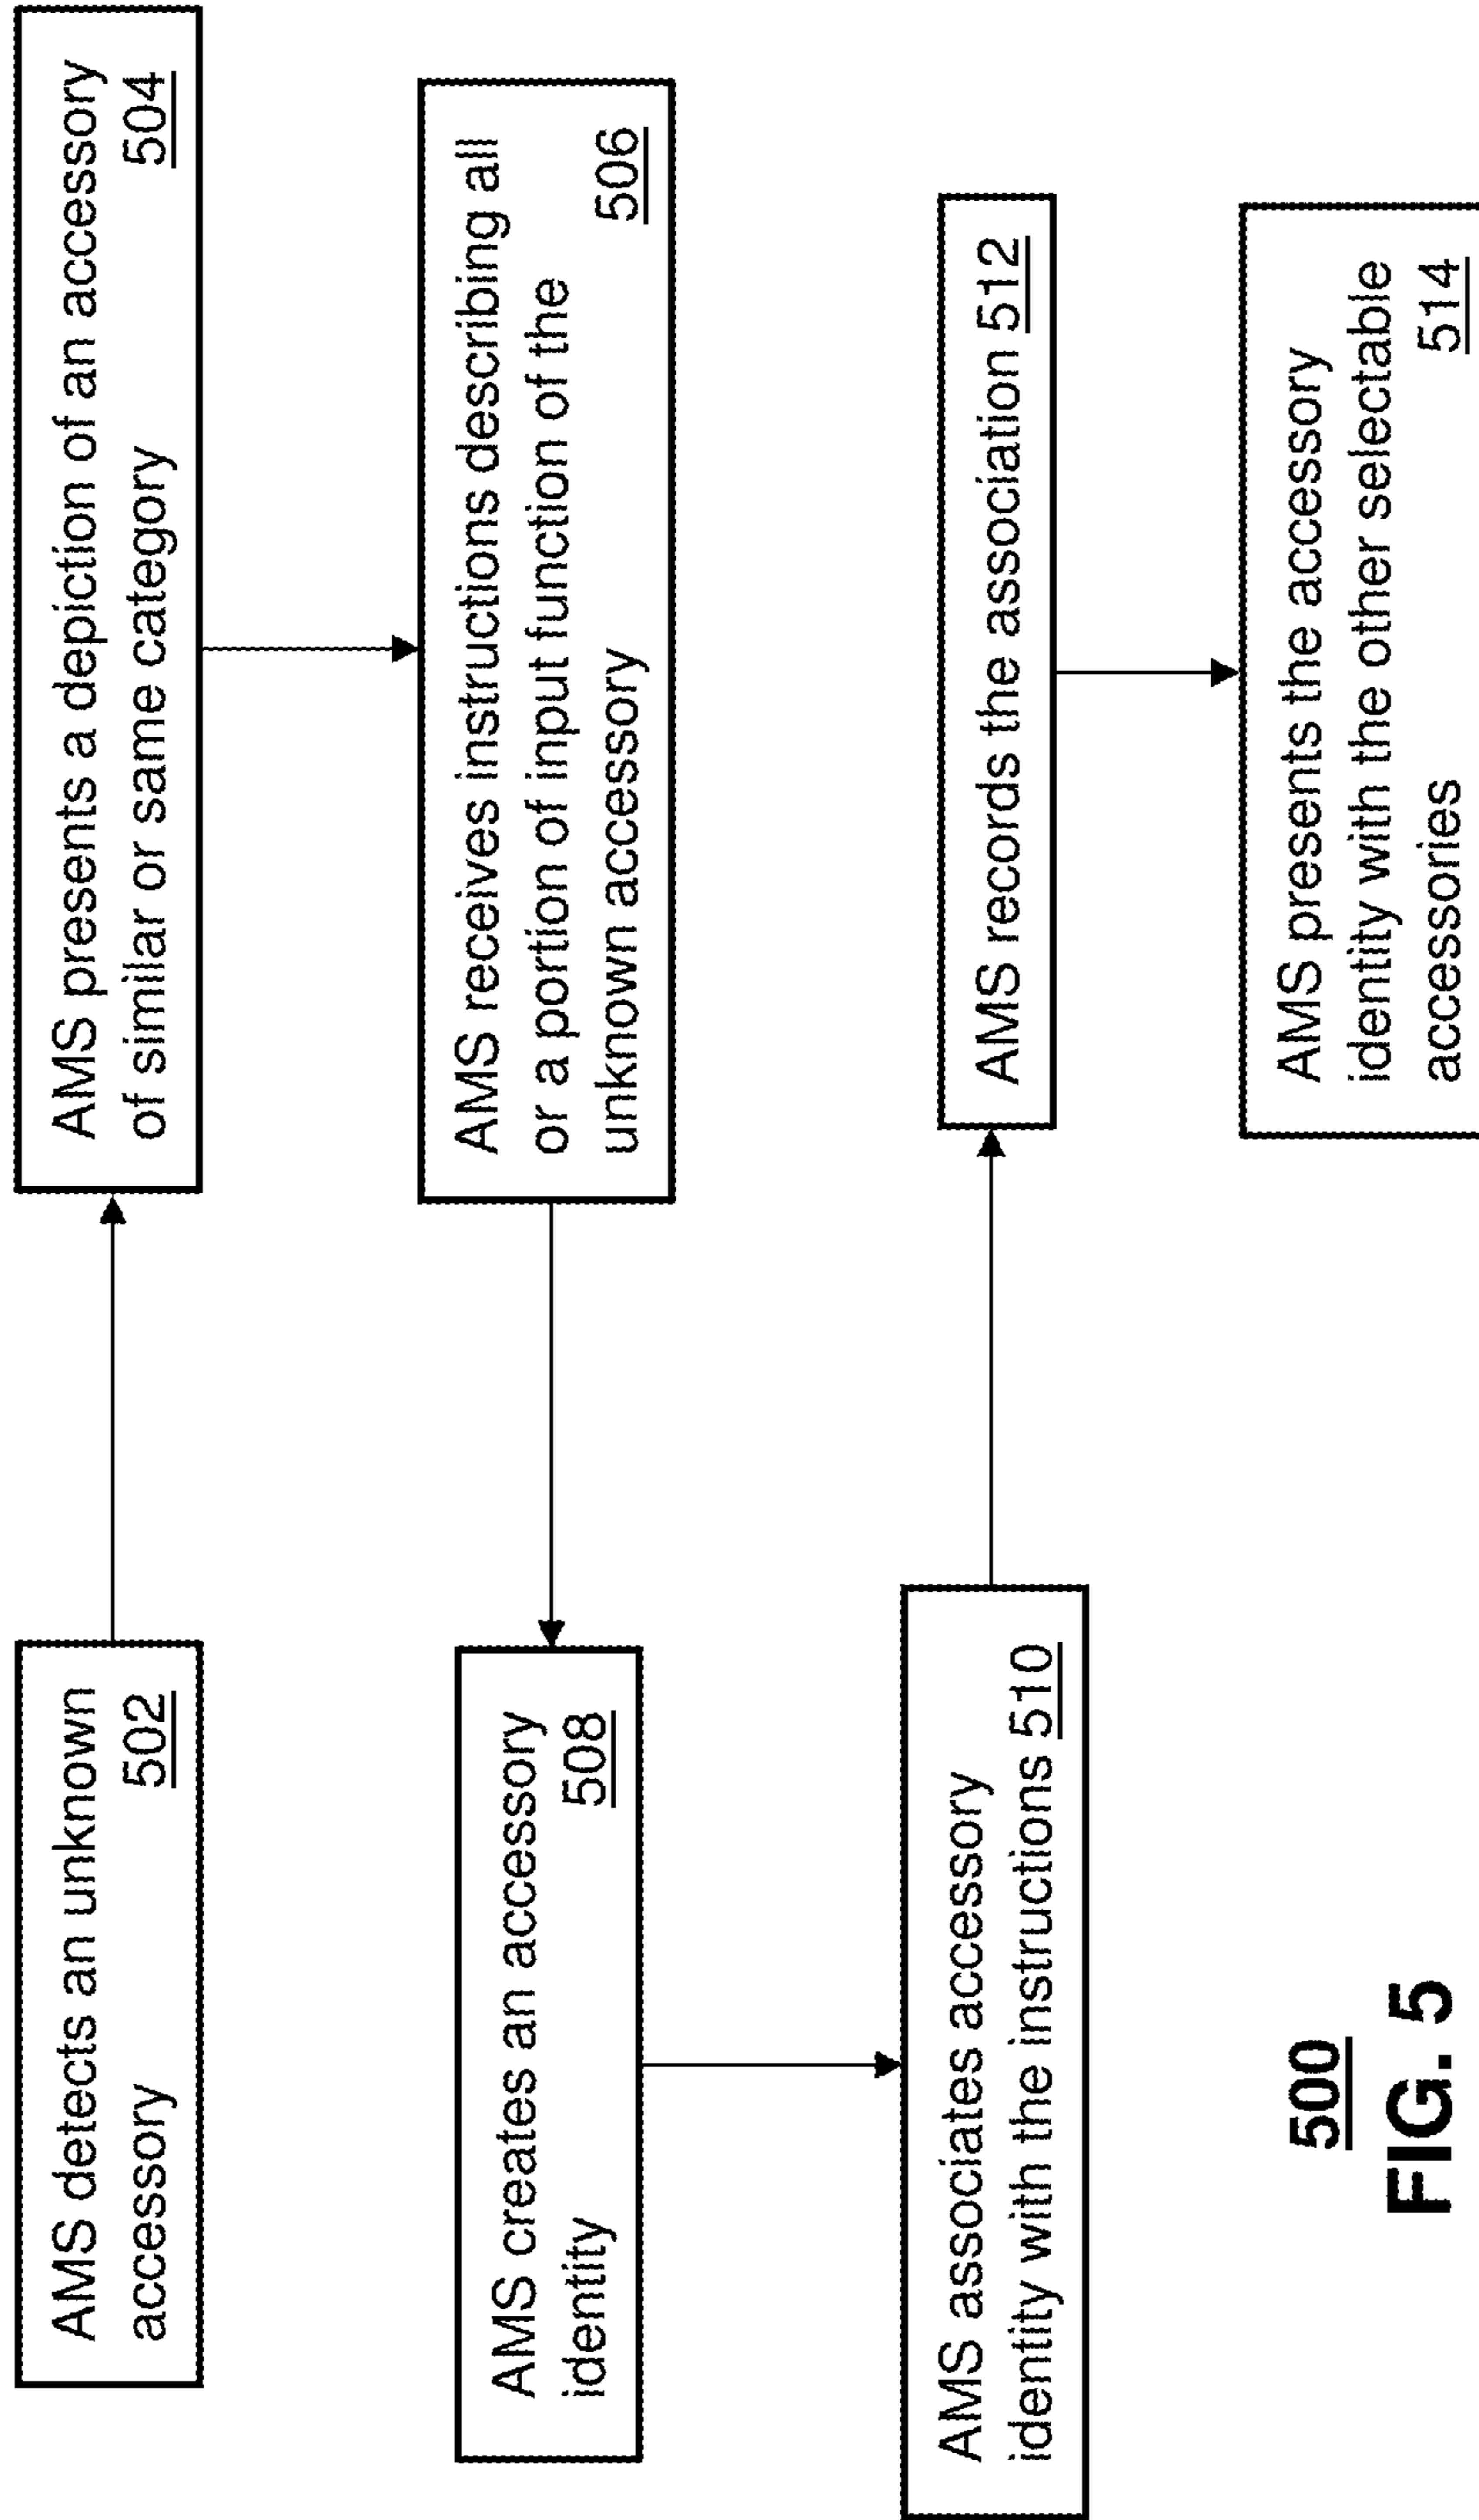 AMS detects an unknown
accessory 502
AMS presents a depiction of an accessory
of similar or same category 504
AMS receives instructions describing all
or a portion of input function of the
unknown accessory 506
AMS creates an accessory
identity 508
AMS associates accessory
identity with the instructions 510
AMS records the association 512
AMS presents the accessory
identity with the other selectable
accessories 514
500
FIG. 5